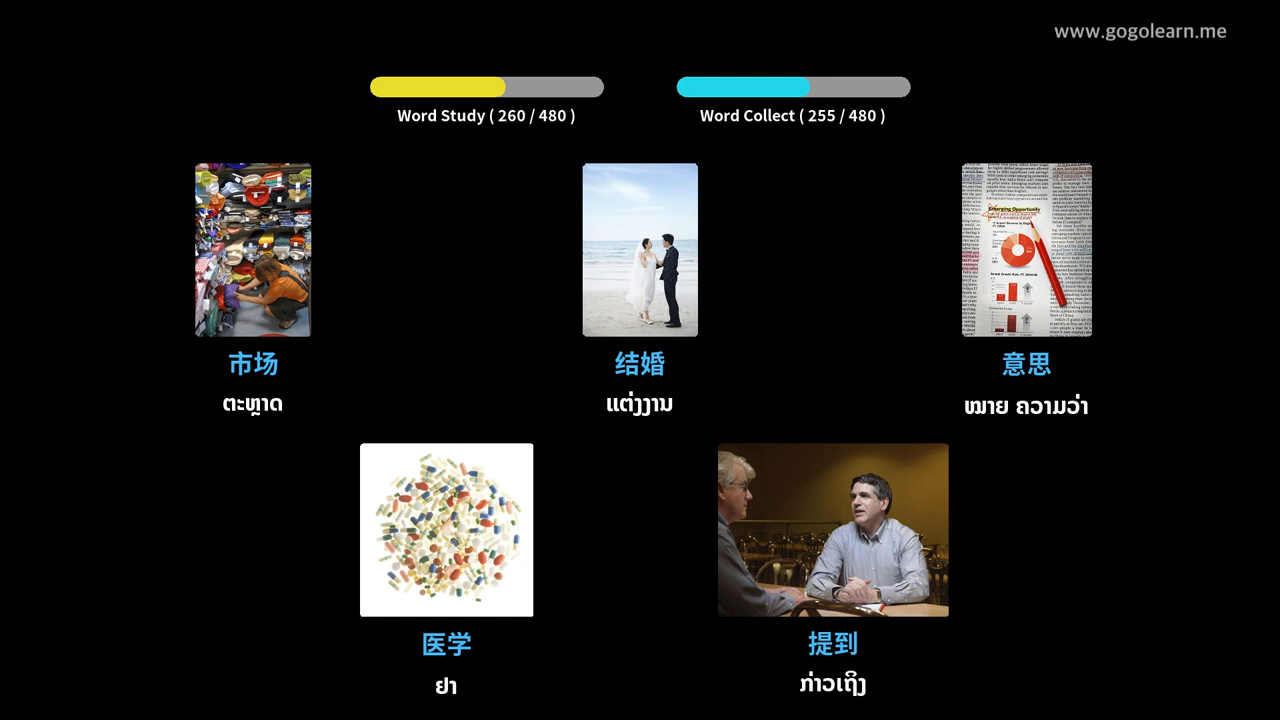 www.gogolearn.me
Word Study ( 260 / 480 )
Word Collect ( 255 / 480 )
Emerging Opportunity
市场
结婚
意思
ຕະຫຼາດ
ແຕ່ງງານ
ໝາຍ ຄວາມວ່າ
医学
提到
ຢາ
ກ່າວເຖິງ